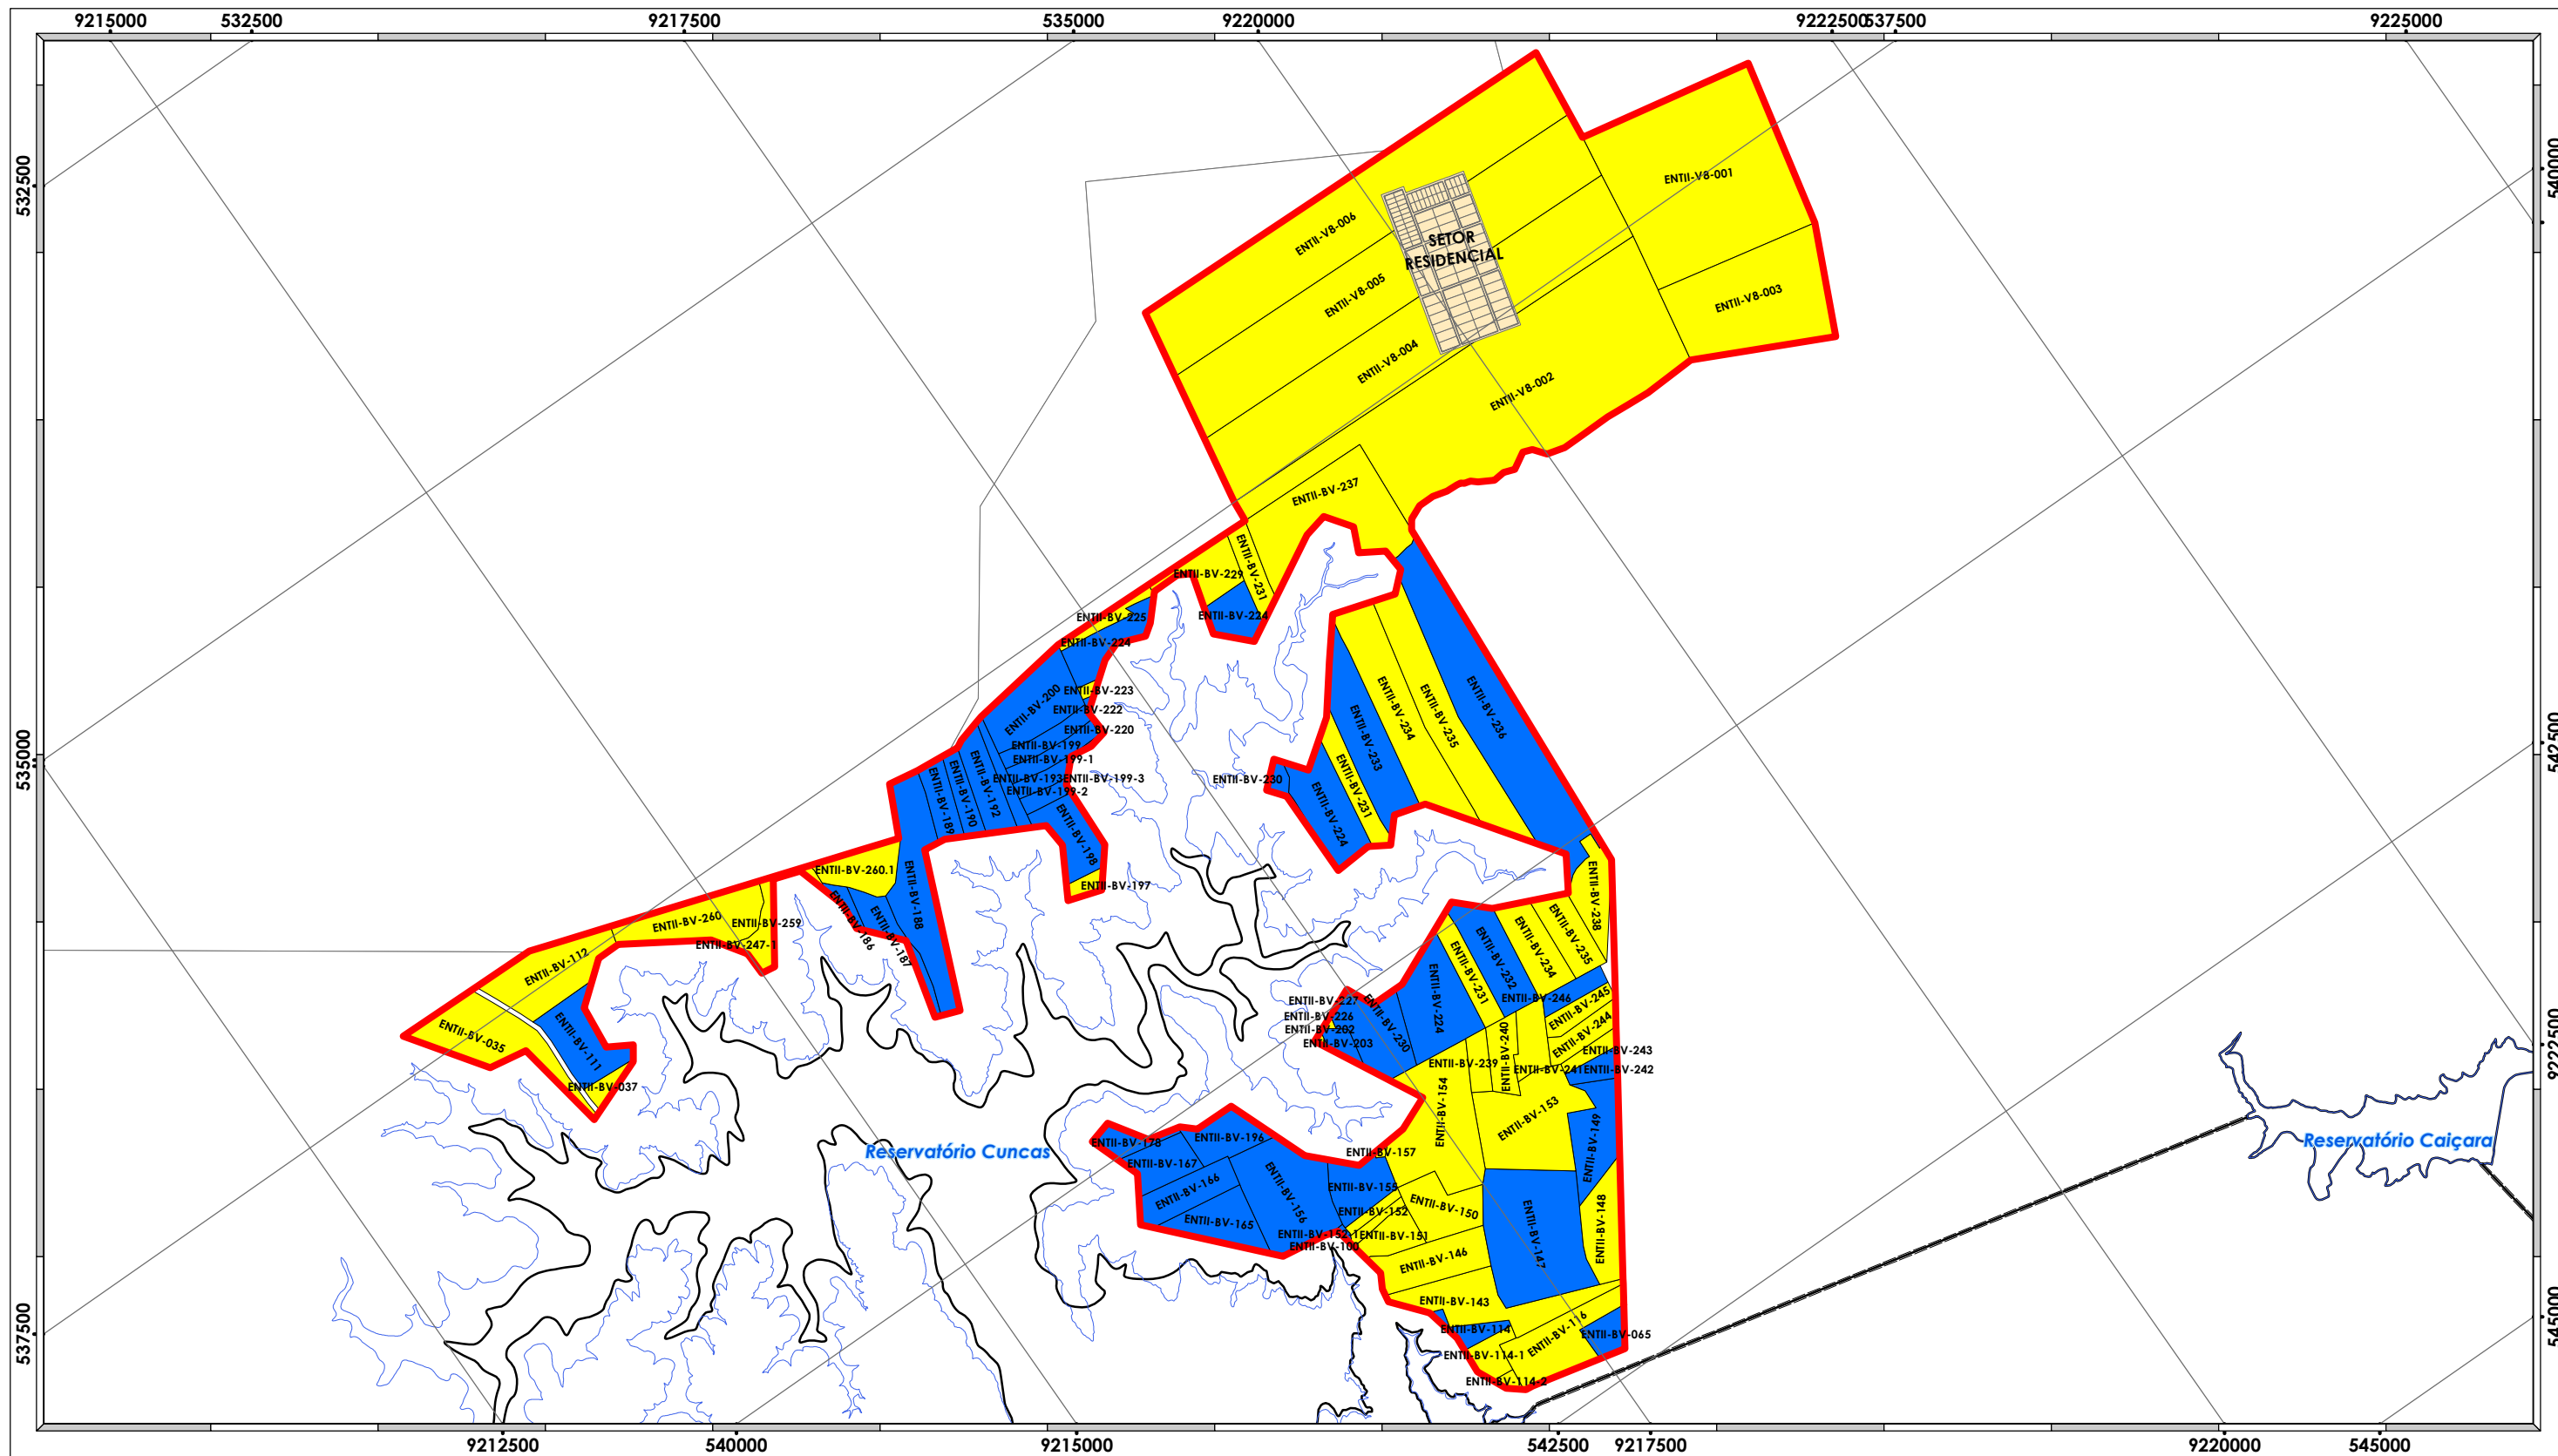 9215000
532500
9217500
535000
9220000
9222500
537500
9225000
532500
535000
537500
540000
542500
9222500
545000
ENTII-V8-001
ENTII-V8-006
SETOR
RESIDENCIAL
ENTII-V8-005
ENTII-V8-003
ENTII-V8-004
ENTII-V8-002
ENTII-BV-237
ENTII-BV-231
ENTII-BV-229
ENTII-BV-224
ENTII-BV-225
ENTII-BV-224
ENTII-BV-223
ENTII-BV-200
ENTII-BV-222
ENTII-BV-220
ENTII-BV-199
ENTII-BV-199-1
ENTII-BV-193
ENTII-BV-199-3
ENTII-BV-199-2
ENTII-BV-192
ENTII-BV-190
ENTII-BV-189
ENTII-BV-198
ENTII-BV-197
ENTII-BV-188
ENTII-BV-260.1
ENTII-BV-186
ENTII-BV-187
ENTII-BV-260
ENTII-BV-259
ENTII-BV-247-1
ENTII-BV-112
ENTII-BV-035
ENTII-BV-111
ENTII-BV-037
ENTII-BV-236
ENTII-BV-235
ENTII-BV-234
ENTII-BV-233
ENTII-BV-231
ENTII-BV-230
ENTII-BV-224
ENTII-BV-238
ENTII-BV-235
ENTII-BV-234
ENTII-BV-232
ENTII-BV-231
ENTII-BV-224
ENTII-BV-246
ENTII-BV-245
ENTII-BV-244
ENTII-BV-243
ENTII-BV-241
ENTII-BV-242
ENTII-BV-240
ENTII-BV-239
ENTII-BV-227
ENTII-BV-226
ENTII-BV-202
ENTII-BV-203
ENTII-BV-230
ENTII-BV-154
ENTII-BV-153
ENTII-BV-149
ENTII-BV-157
ENTII-BV-178
ENTII-BV-196
ENTII-BV-167
ENTII-BV-166
ENTII-BV-165
ENTII-BV-156
ENTII-BV-155
ENTII-BV-152
ENTII-BV-150
ENTII-BV-152-1
ENTII-BV-151
ENTII-BV-100
ENTII-BV-146
ENTII-BV-147
ENTII-BV-148
ENTII-BV-143
ENTII-BV-114
ENTII-BV-116
ENTII-BV-065
ENTII-BV-114-1
ENTII-BV-114-2
Reservatório Cuncas
Reservatório Caiçara
9212500
540000
9215000
542500
9217500
9220000
545000